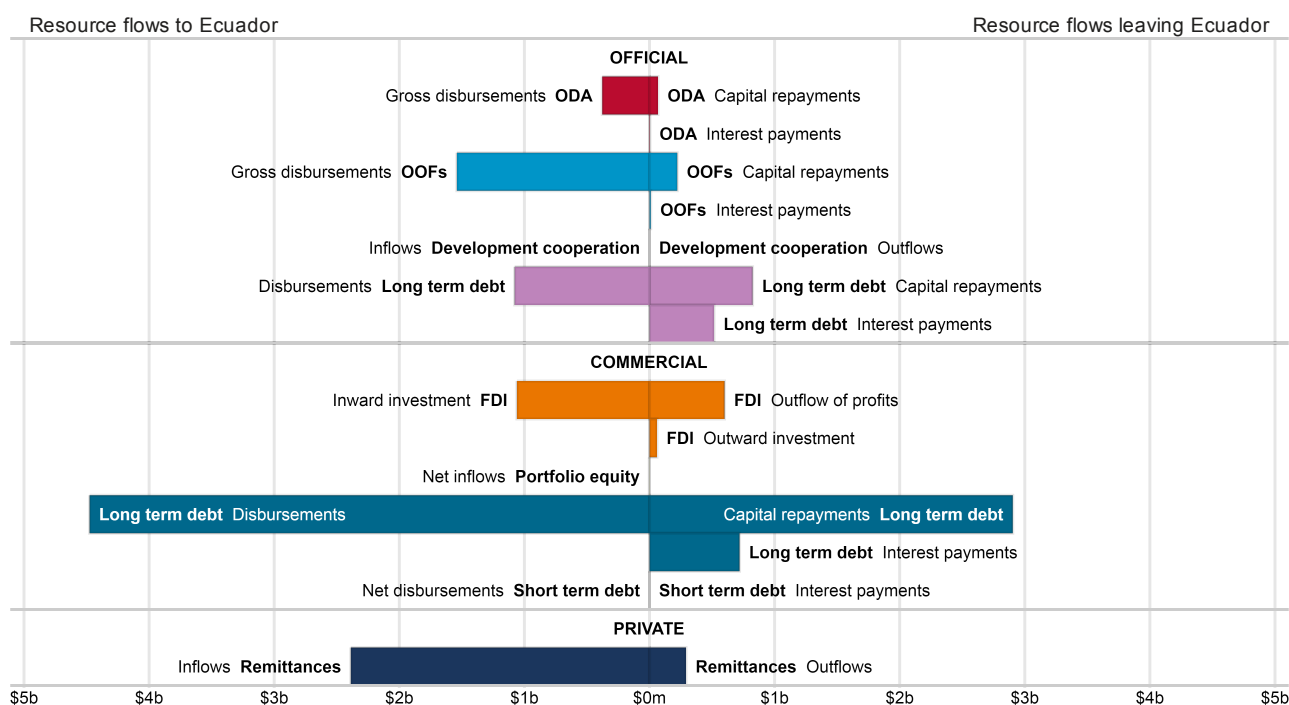 Resource flows to Ecuador Resource flows leaving Ecuador
OFFICIAL
Gross disbursements ODA ODA Capital repayments
ODA Interest payments
Gross disbursements OOFs OOFs Capital repayments
OOFs Interest payments
Inflows Development cooperation Development cooperation Outflows
Disbursements Long term debt Long term debt Capital repayments
Long term debt Interest payments
COMMERCIAL
Inward investment FDI FDI Outflow of profits
FDI Outward investment
Net inflows Portfolio equity
Long term debt Disbursements Capital repayments Long term debt
Long term debt Interest payments
Net disbursements Short term debt Short term debt Interest payments
PRIVATE
Inflows Remittances Remittances Outflows
$5b $4b $3b $2b $1b $0m $1b $2b $3b $4b $5b